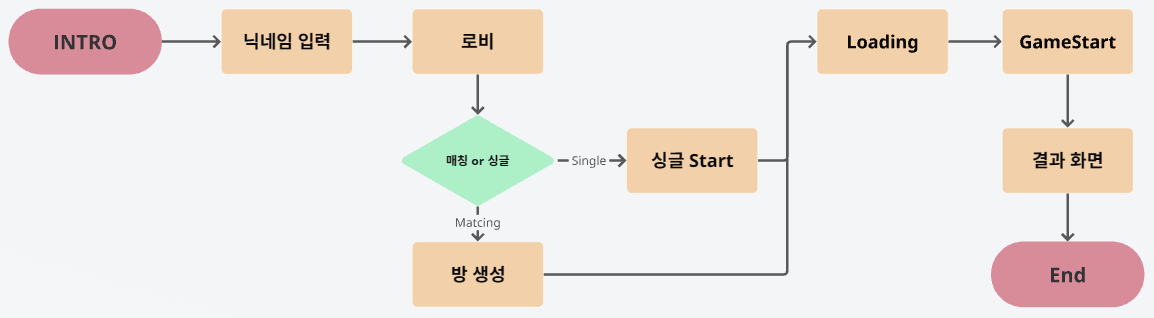 INTRO
닉네임 입력
로비
Loading
GameStart
매칭 or 싱글
Single
싱글 Start
결과 화면
Matcing
방 생성
End